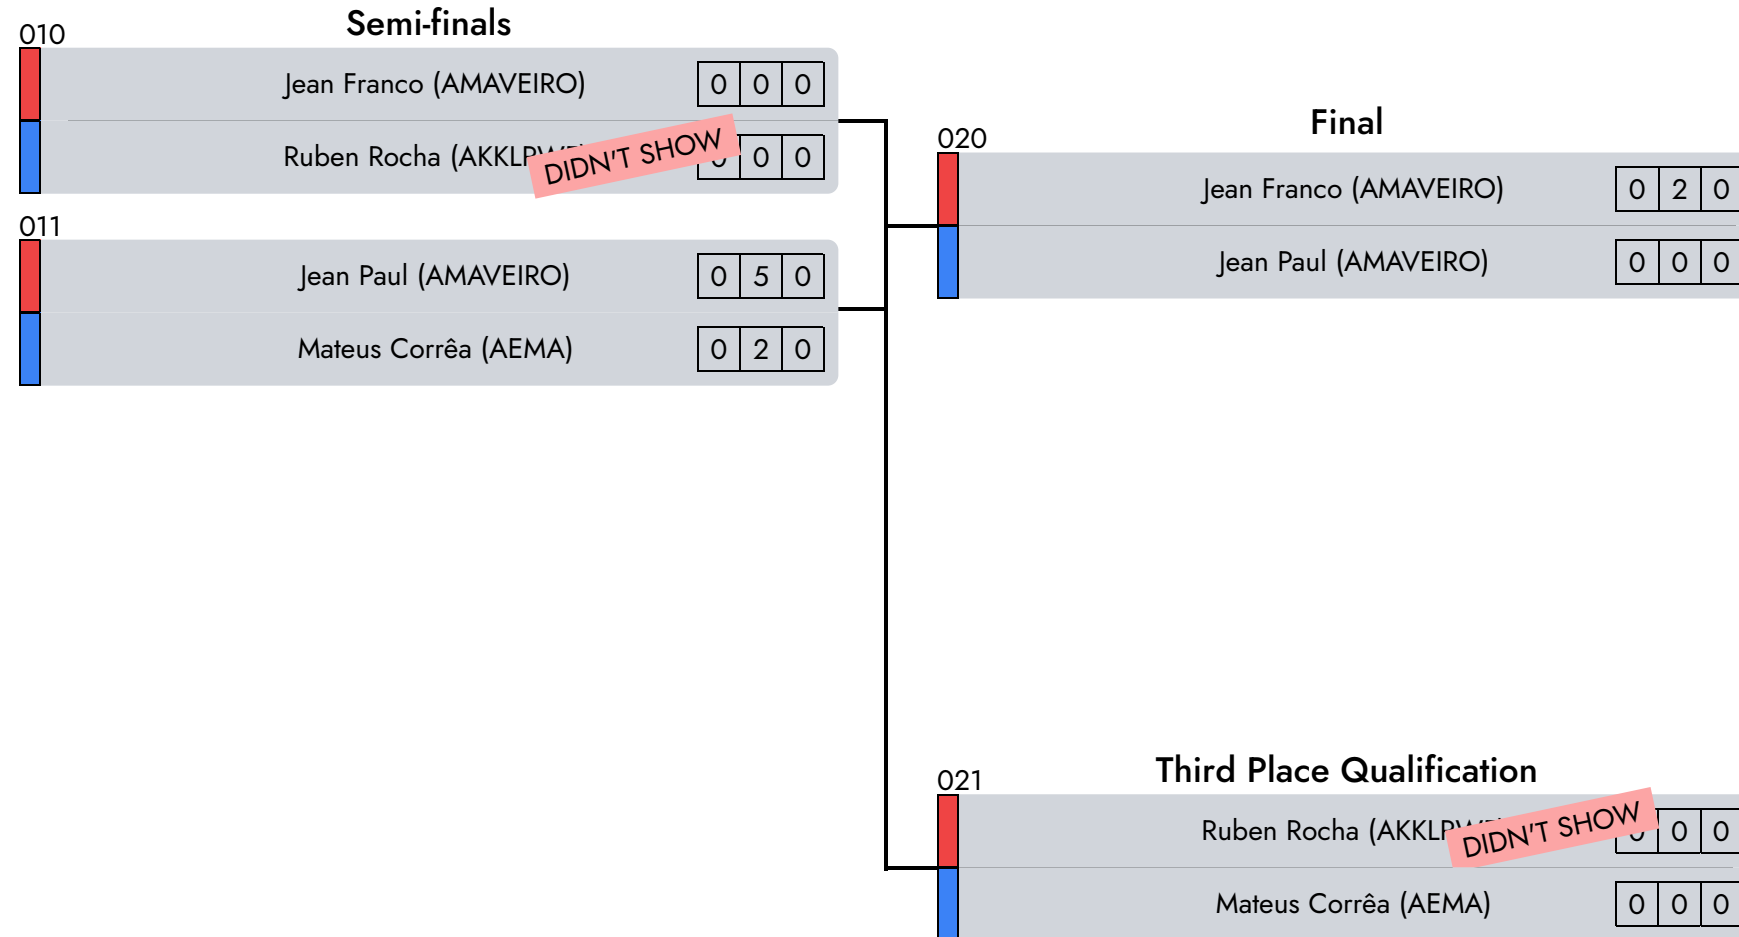 Semi-finals
010
Jean Franco (AMAVEIRO) 0 0 0
Ruben Rocha 0 0
DIDN'T SHOW
011
Jean Paul (AMAVEIRO) 0 5 0
Mateus Corrêa (AEMA) 0 2 0
Final
020
Jean Franco (AMAVEIRO) 0 2 0
Jean Paul (AMAVEIRO) 0 0 0
Third Place Qualification
021
Ruben Rocha 0 0
DIDN'T SHOW
Mateus Corrêa (AEMA) 0 0 0